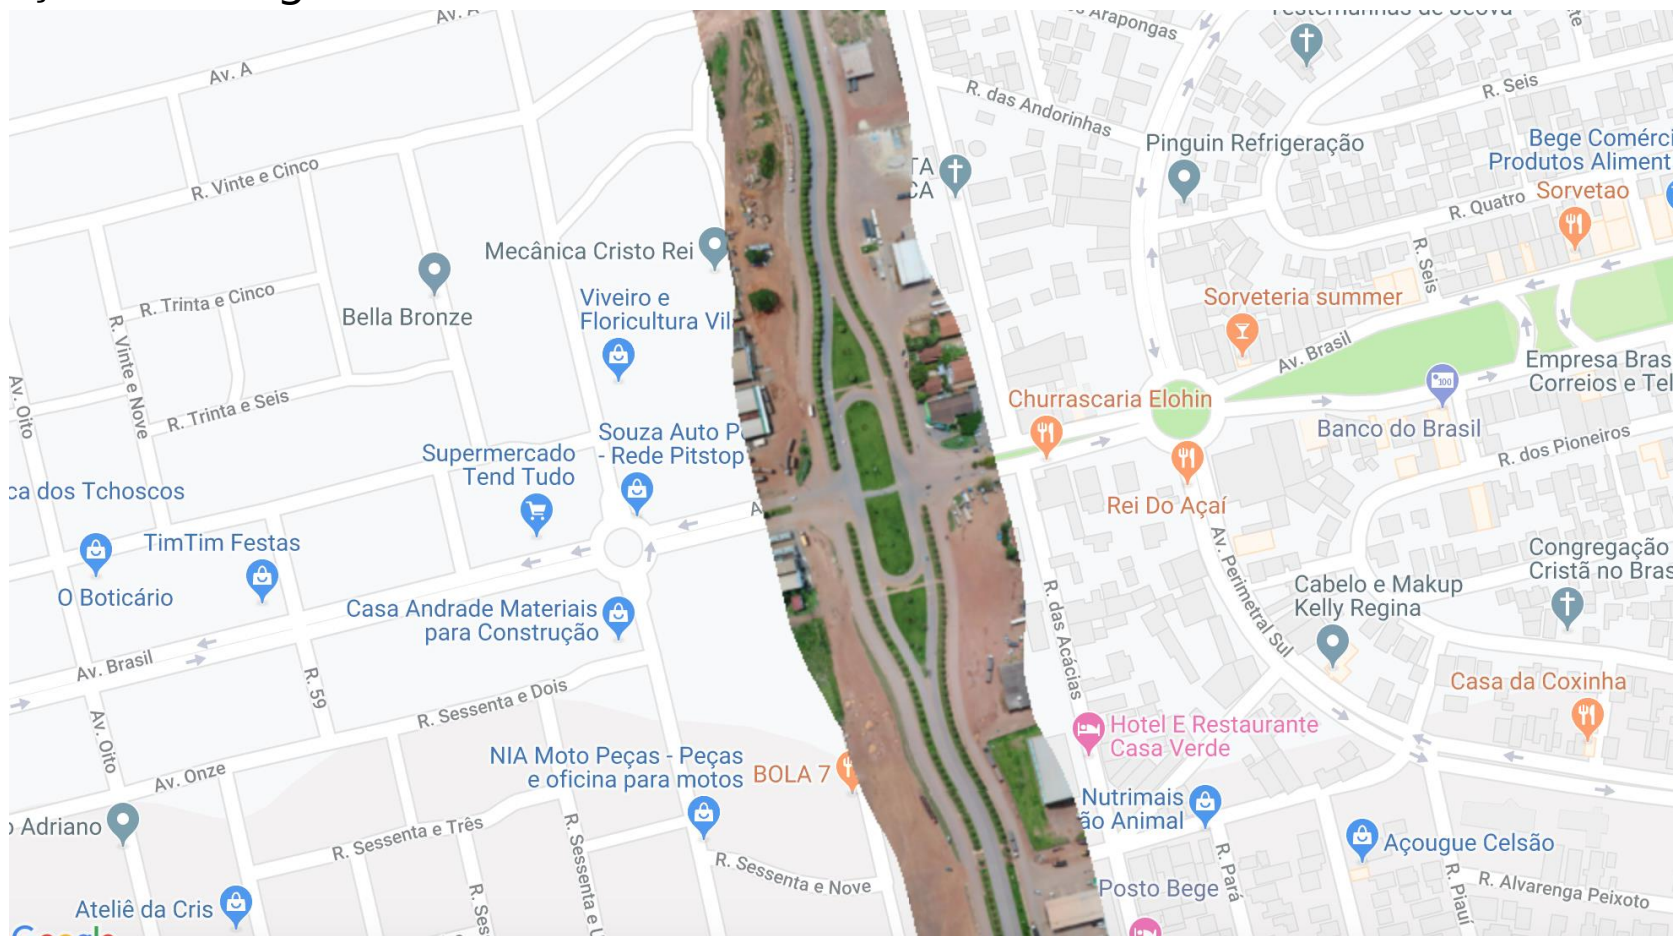 Av. A
R. Vinte e Cinco
R. das Andorinhas
Arapongas
R. Seis
Pinguin Refrigeração
Bege Comérci
Produtos Aliment
Sorvetao
R. Quatro
R. Seis
TA
CA
Mecânica Cristo Rei
Bella Bronze
R. Trinta e Cinco
R. Vinte e Nove
Viveiro e
Floricultura Vil
Sorveteria summer
Av. Brasil
Empresa Bras
Correios e Tel
Av. Oito
R. Trinta e Seis
Churrascaria Elohin
100
Banco do Brasil
R. dos Pioneiros
Souza Auto P
- Rede Pitstop
Supermercado
Tend Tudo
ca dos Tchoscos
Rei Do Açaí
TimTim Festas
O Boticário
Av. Perimetral Sul
Congregação
Cristã no Bras
Casa Andrade Materiais
para Construção
Cabelo e Makup
Kelly Regina
R. das Acácias
Av. Brasil
R. 59
R. Sessenta e Dois
Casa da Coxinha
Av. Oito
Av. Onze
Hotel E Restaurante
Casa Verde
NIA Moto Peças - Peças
e oficina para motos
BOLA 7
Nutrimais
ão Animal
Adriano
R. Sessenta e Três
R. Sessenta e U
Açougue Celsão
R. Sessenta e Nove
Posto Bege
R. Pará
R. Piauí
R. Alvarenga Peixoto
R. Ses
Ateliê da Cris
Google